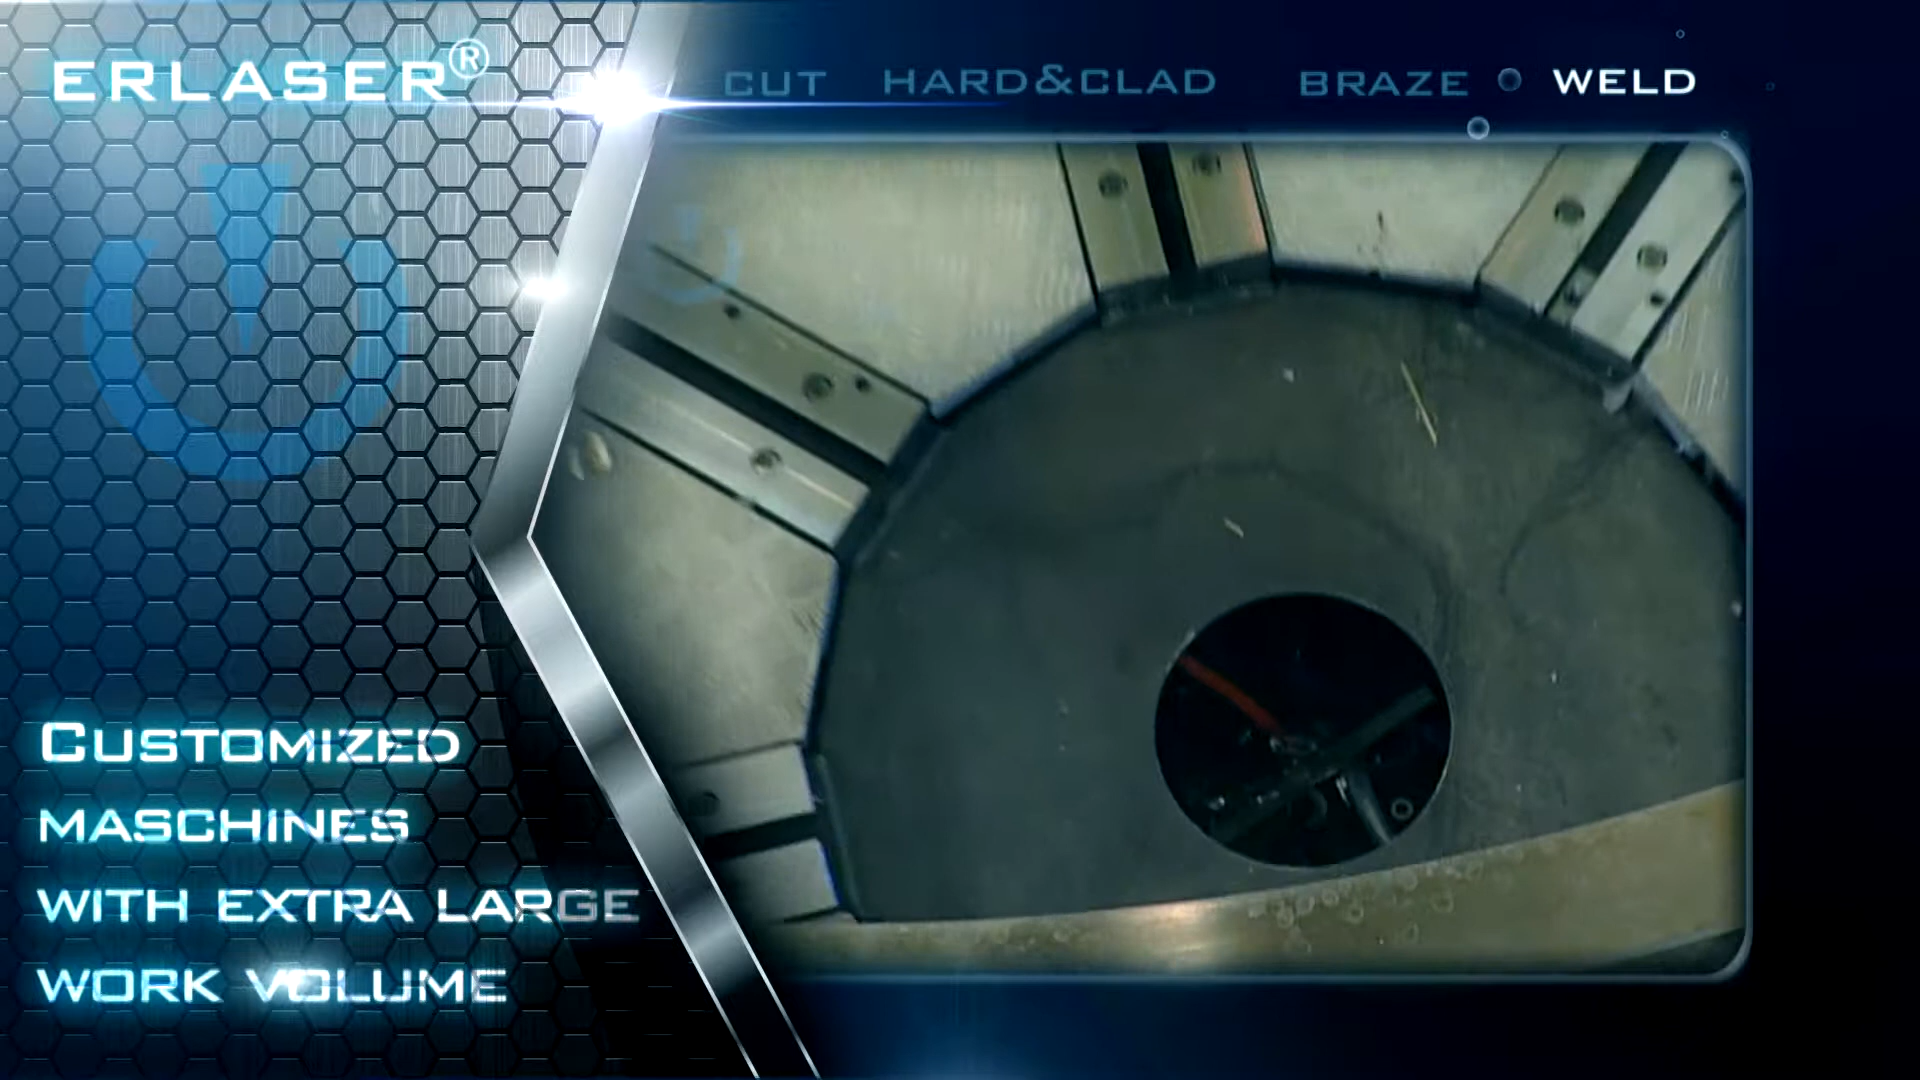 ERLASER®
CUT HARD&CLAD BRAZE WELD
CUSTOMIZED
MASCHINES
WITH EXTRA LARGE
WORK VOLUME